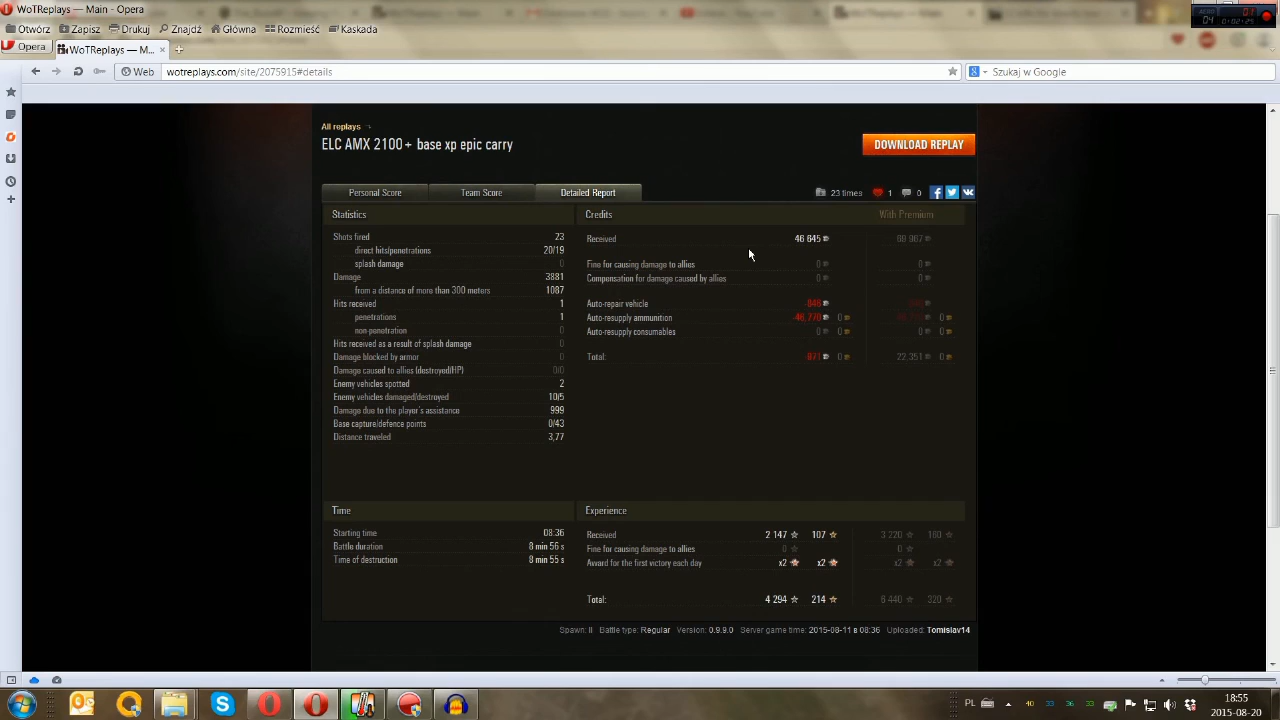 WoTReplays — Main - Opera
Otwórz Zapisz Drukuj Znajdź Główna Rozmieść Kaskada
Opera WoTReplays — M...
Web wotreplays.com/site/2075915#details Szukaj w Google
All replays
ELC AMX 2100+ base xp epic carry
DOWNLOAD REPLAY
Personal Score Team Score Detailed Report 23 times 1 0
Statistics Credits With Premium
Shots fired 23 Received 46 645
direct hits/penetrations 20/19
splash damage 0 Fine for causing damage to allies 0 0
Damage 3881 Compensation for damage caused by allies 0 0
from a distance of more than 300 meters 1087
Hits received 1 Auto-repair vehicle
penetrations 1 Auto-resupply ammunition 0 0
non-penetration 0 Auto-resupply consumables 0 0 0 0
Hits received as a result of splash damage 0
Damage blocked by armor 0 Total: -871 0 22 351 0
Damage caused to allies (destroyed/HP) 0/0
Enemy vehicles spotted 2
Enemy vehicles damaged/destroyed 10/5
Damage due to the player's assistance 999
Base capture/defence points 0/43
Distance traveled 3,77
Time Experience
Starting time 08:36 Received 2 147 107 3 220 160
Battle duration 8 min 56 s Fine for causing damage to allies 0 0
Time of destruction 8 min 55 s Award for the first victory each day x2 x2 x2 x2
Total: 4 294 214 6 440 320
Spawn: II Battle type: Regular Version: 0.9.9.0 Server game time: 2015-08-11 в 08:36 Uploaded: Tomislav14
PL 40 33 36 33 18:55
2015-08-20